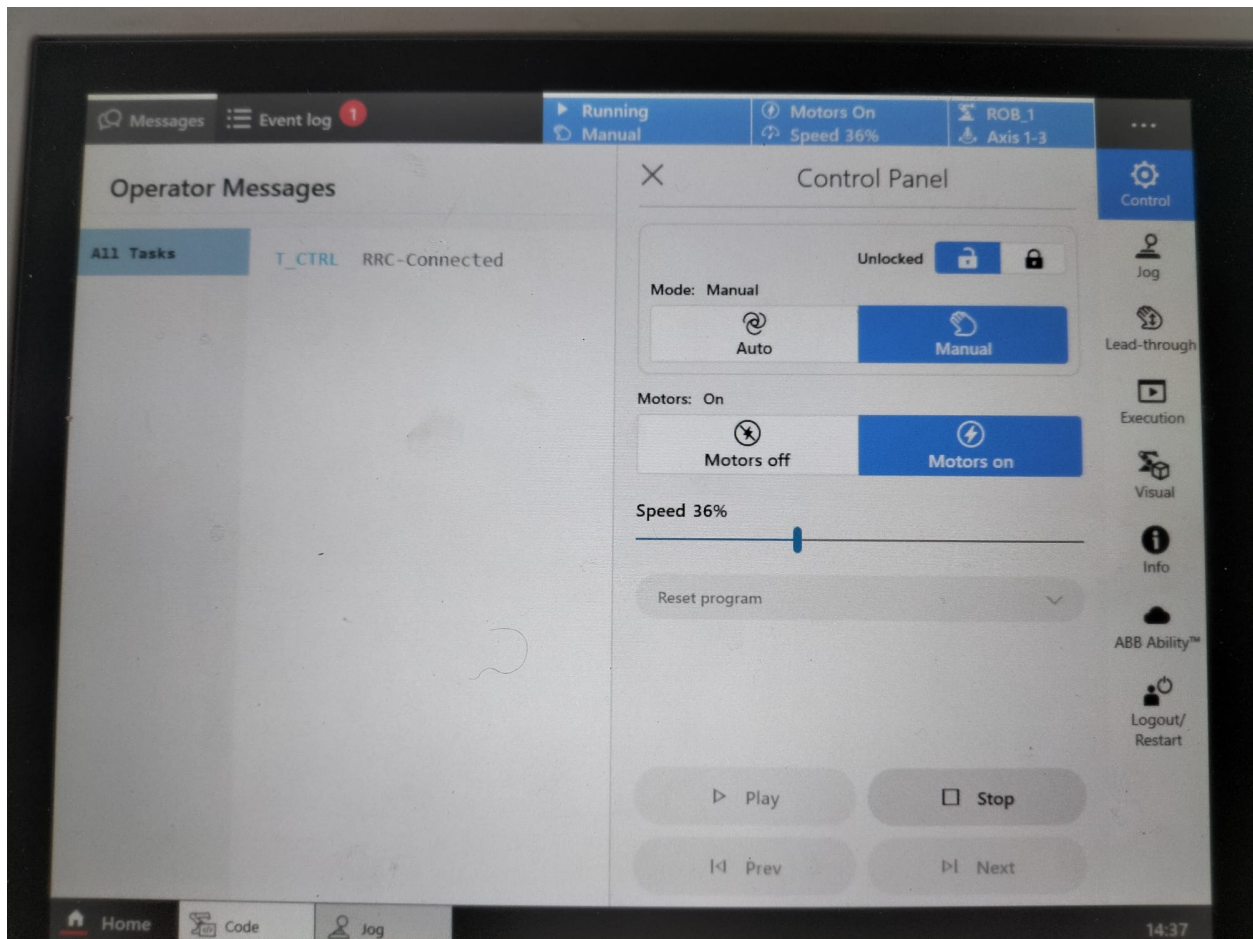 Messages
Event log 1
Running
Manual
Motors On
Speed 36%
ROB_1
Axis 1-3
...
Operator Messages
All Tasks
T_CTRL RRC-Connected
Control Panel
Unlocked
Mode: Manual
Auto
Manual
Motors: On
Motors off
Motors on
Speed 36%
Reset program
Play
Stop
Prev
Next
Control
Jog
Lead-through
Execution
Visual
Info
ABB Ability™
Logout/
Restart
Home
Code
Jog
14:37